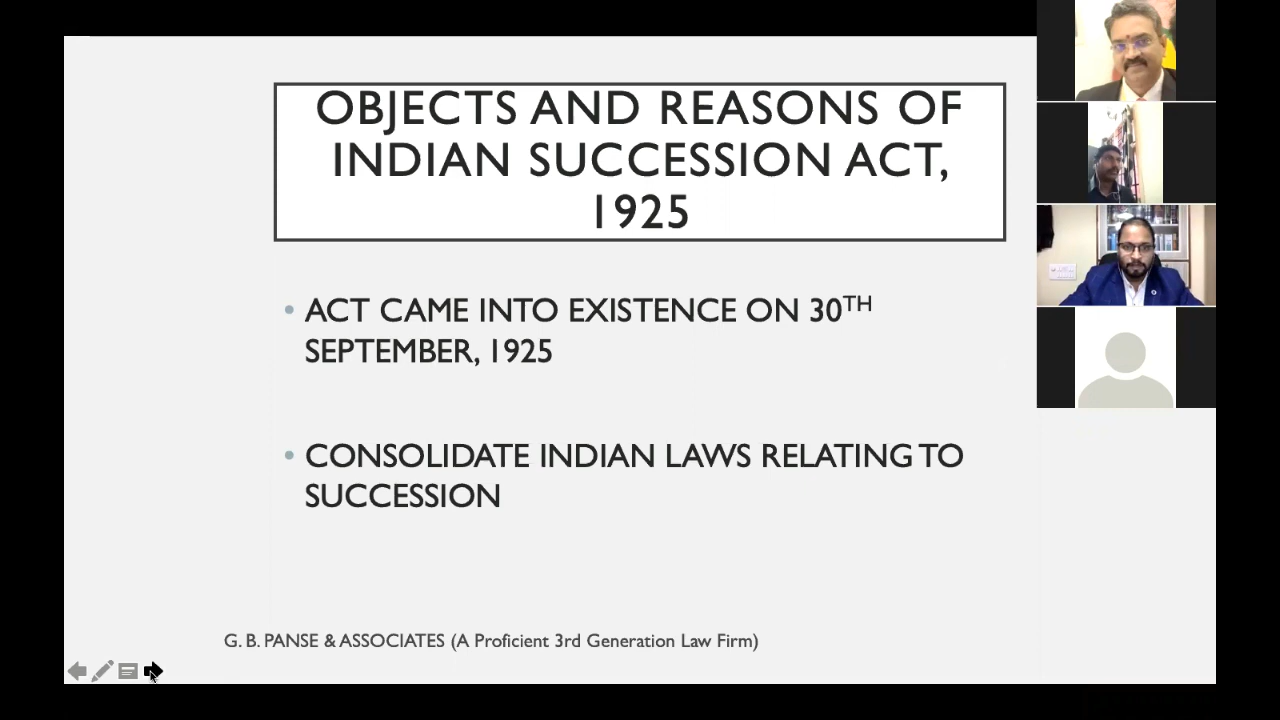 OBJECTS AND REASONS OF
INDIAN SUCCESSION ACT,
1925
• ACT CAME INTO EXISTENCE ON 30TH
SEPTEMBER, 1925
• CONSOLIDATE INDIAN LAWS RELATING TO
SUCCESSION
G. B. PANSE & ASSOCIATES (A Proficient 3rd Generation Law Firm)